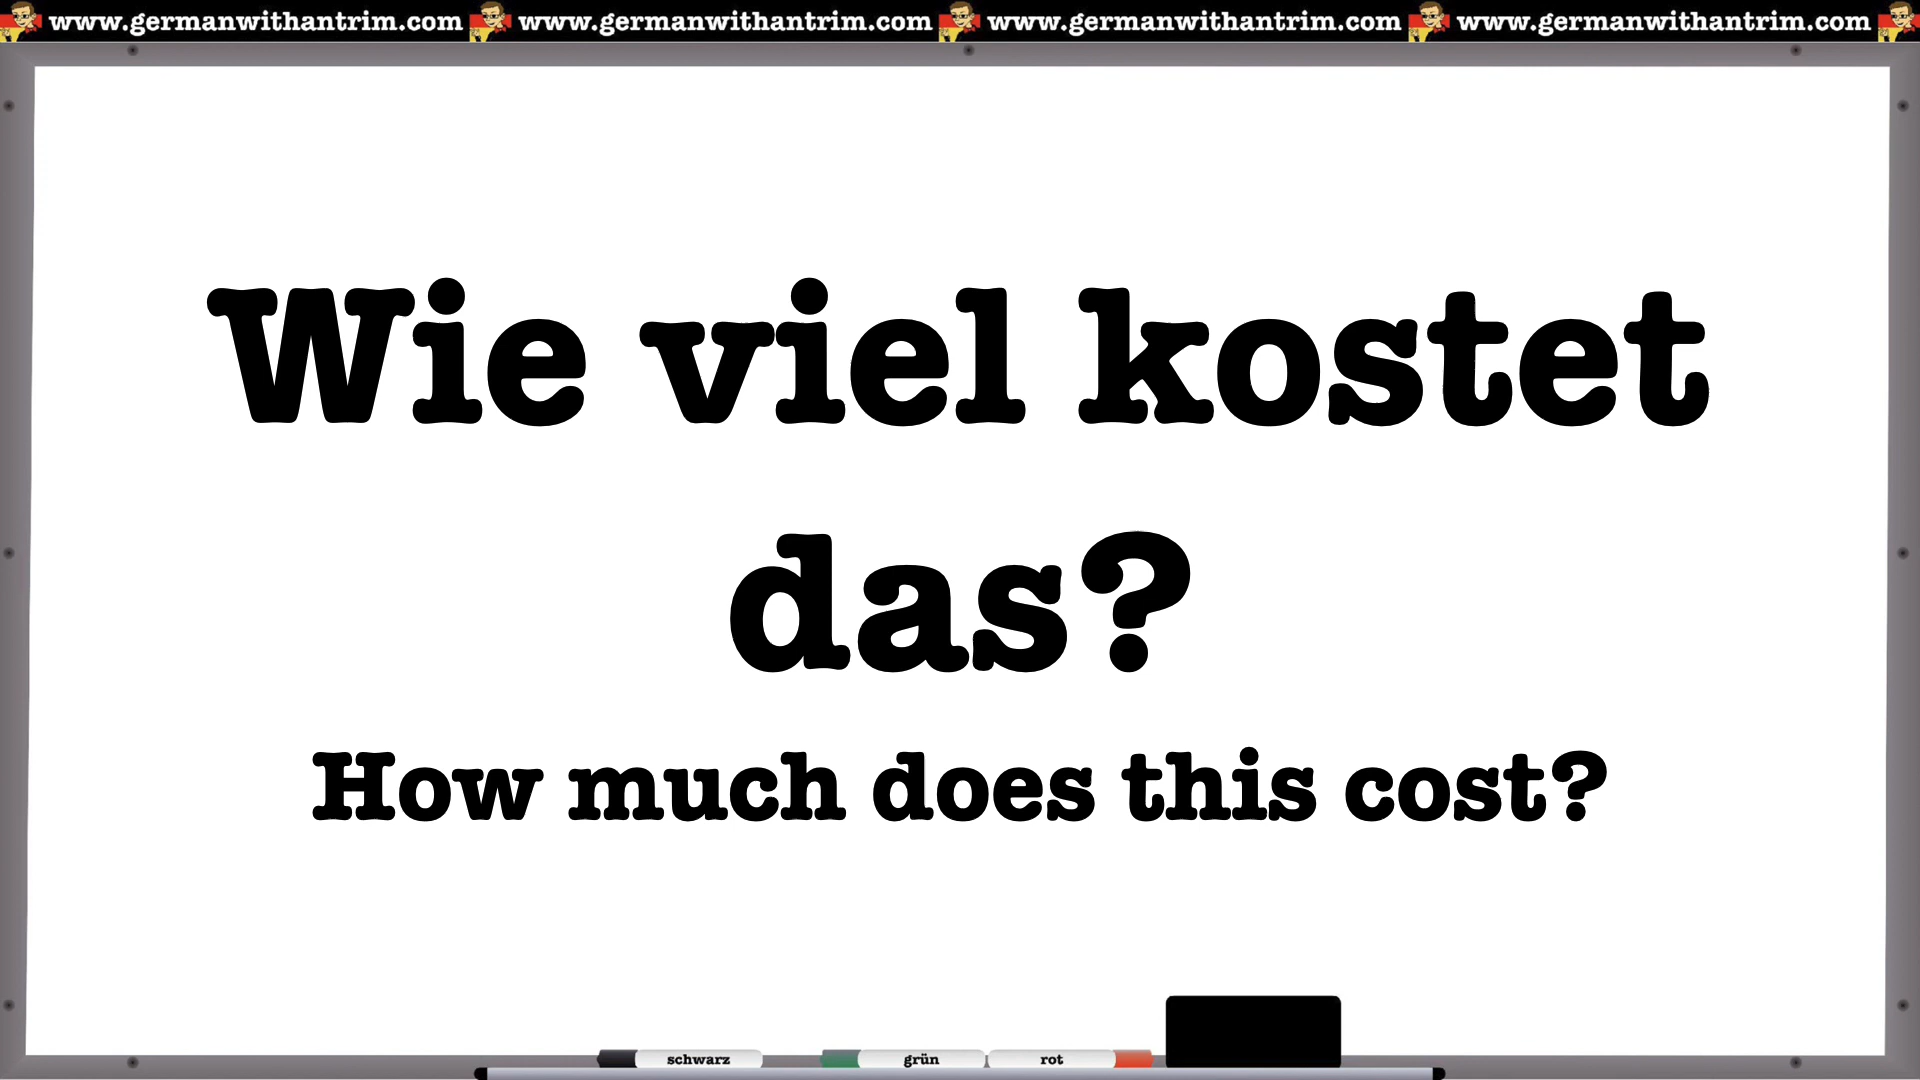 www.germanwithantrim.com www.germanwithantrim.com www.germanwithantrim.com www.germanwithantrim.com
Wie viel kostet
das?
How much does this cost?
schwarz grün rot